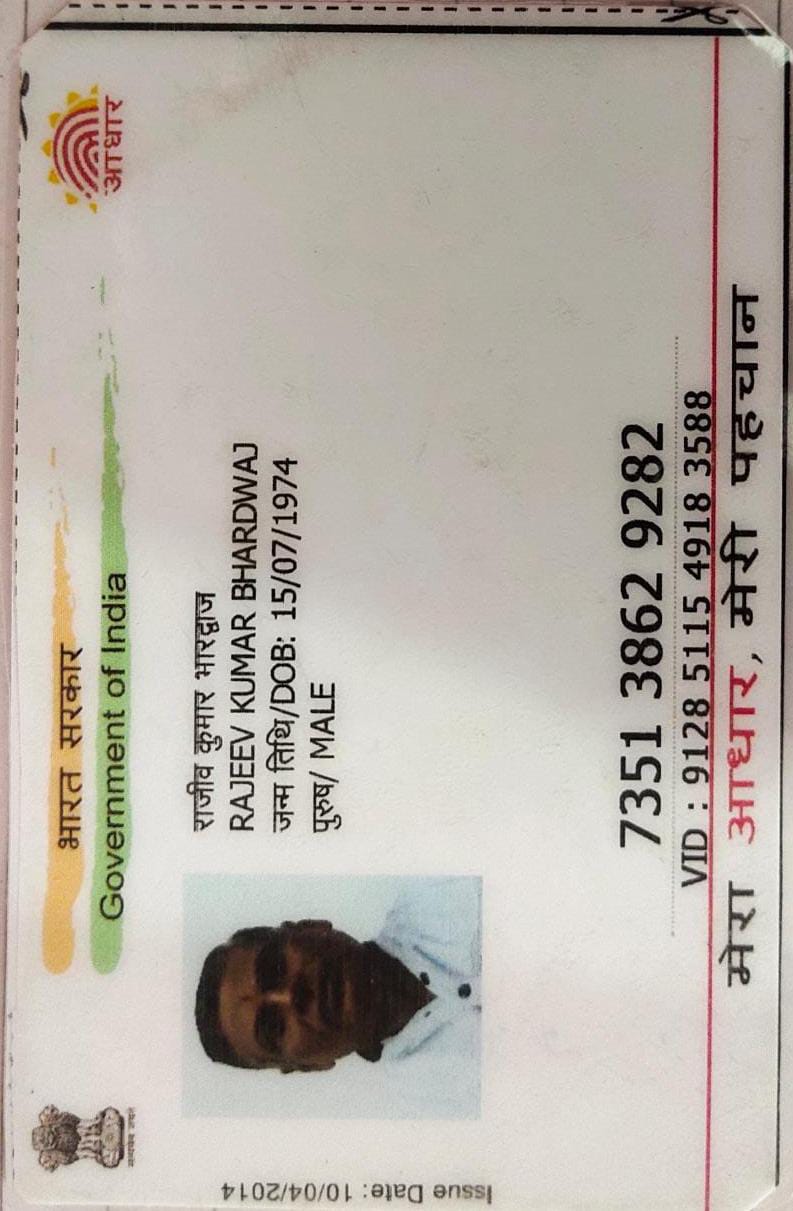 भारत सरकार
Government of India
आधार
राजीव कुमार भारद्वाज
RAJEEV KUMAR BHARDWAJ
जन्म तिथि/DOB: 15/07/1974
पुरुष/ MALE
Issue Date: 10/04/2014
7351 3862 9282
VID : 9128 5115 4918 3588
मेरा आधार, मेरी पहचान